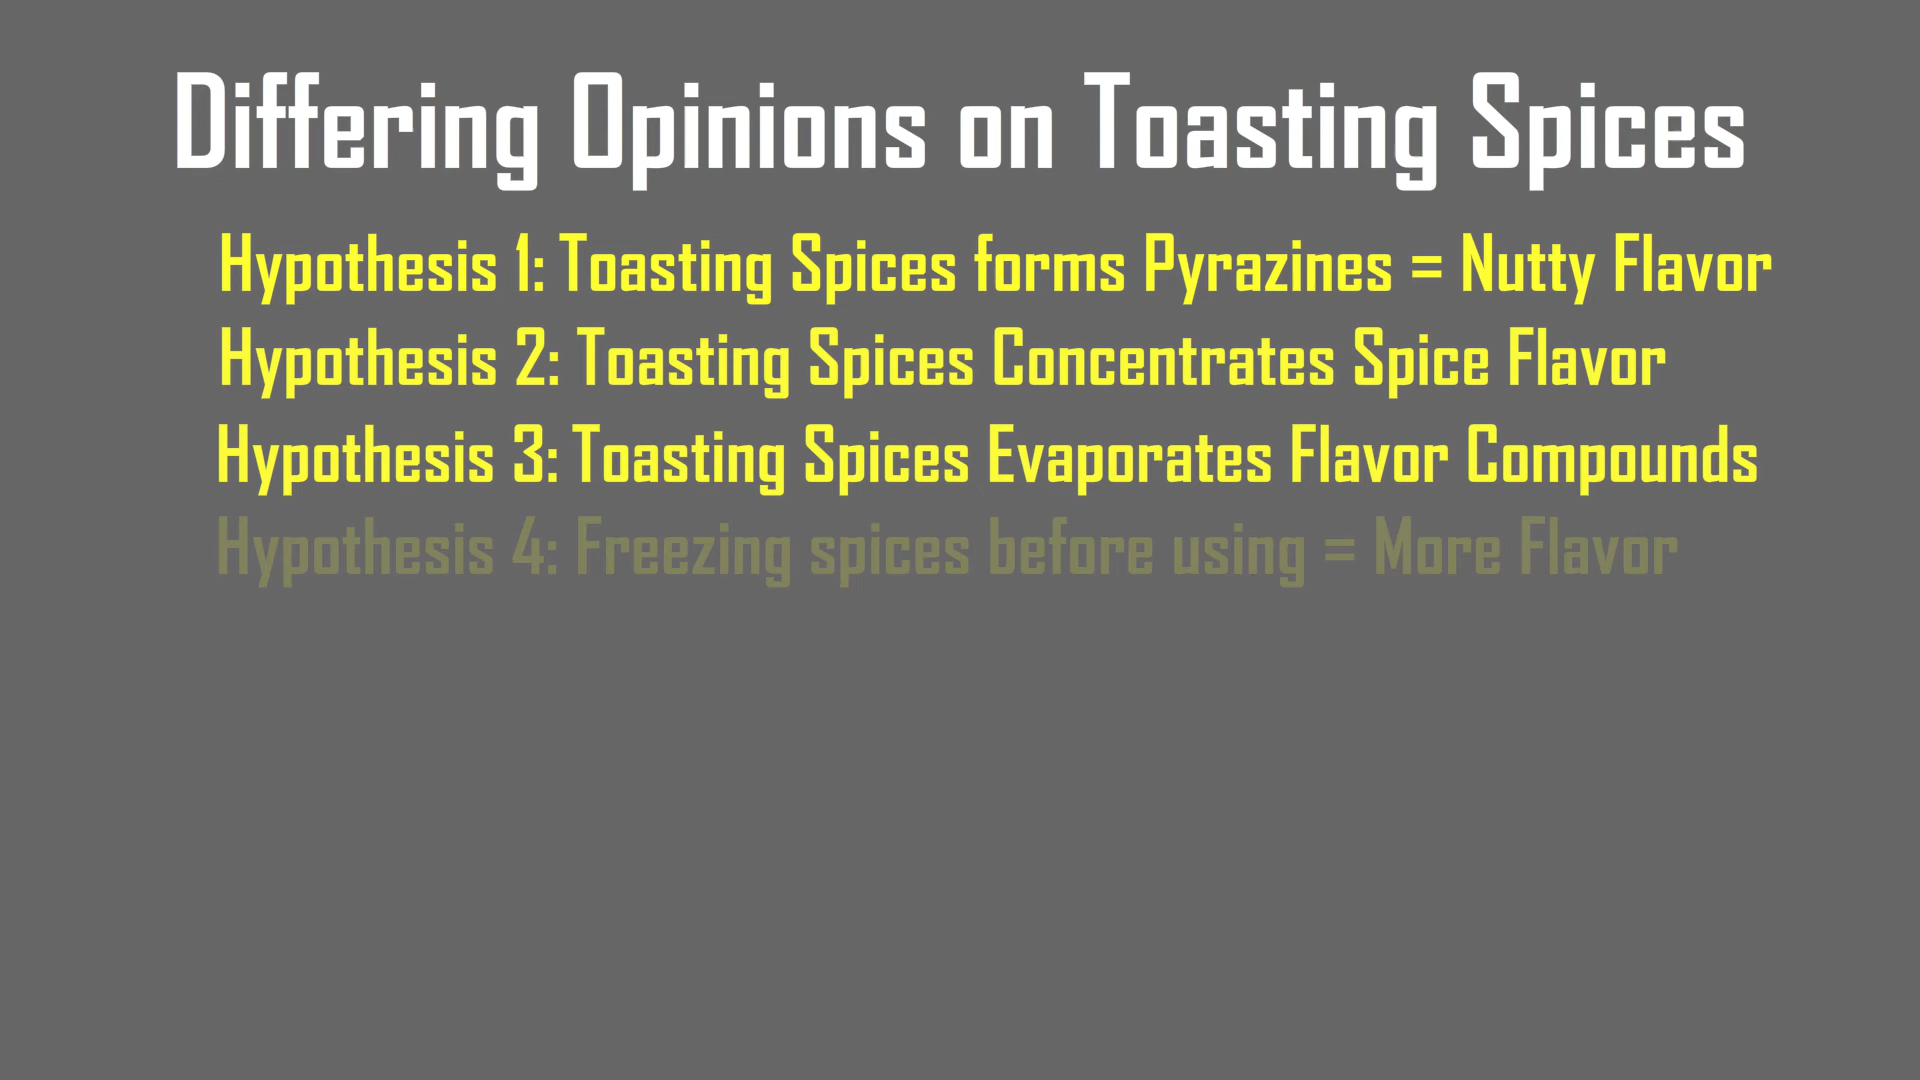 Differing Opinions on Toasting Spices
Hypothesis 1: Toasting Spices forms Pyrazines = Nutty Flavor
Hypothesis 2: Toasting Spices Concentrates Spice Flavor
Hypothesis 3: Toasting Spices Evaporates Flavor Compounds
Hypothesis 4: Freezing spices before using = More Flavor